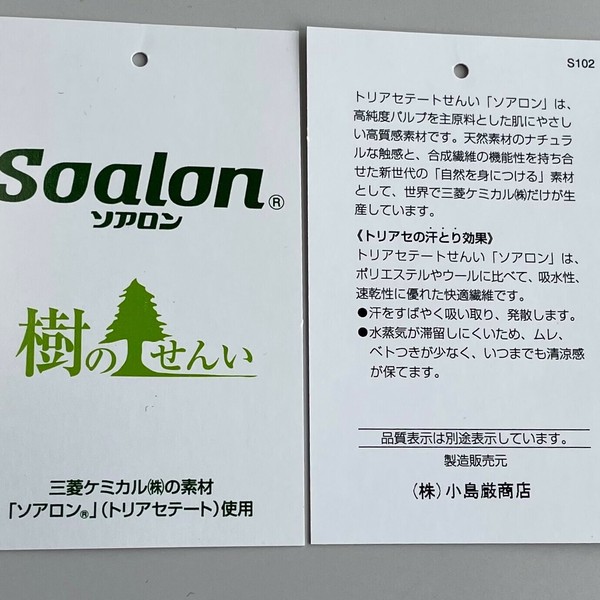 Soalon®
ソアロン
樹のせんい
三菱ケミカル㈱の素材
「ソアロン®」(トリアセテート)使用
S102
トリアセテートせんい「ソアロン」は、
高純度パルプを主原料とした肌にやさし
い高質感素材です。天然素材のナチュラ
ルな触感と、合成繊維の機能性を持ち合
せた新世代の「自然を身につける」素材
として、世界で三菱ケミカル㈱だけが生
産しています。
《トリアセの汗とり効果》
トリアセテートせんい「ソアロン」は、
ポリエステルやウールに比べて、吸水性、
速乾性に優れた快適繊維です。
●汗をすばやく吸い取り、発散します。
●水蒸気が滞留しにくいため、ムレ、
ベトつきが少なく、いつまでも清涼感
が保てます。
品質表示は別途表示しています。
製造販売元
(株)小島厳商店